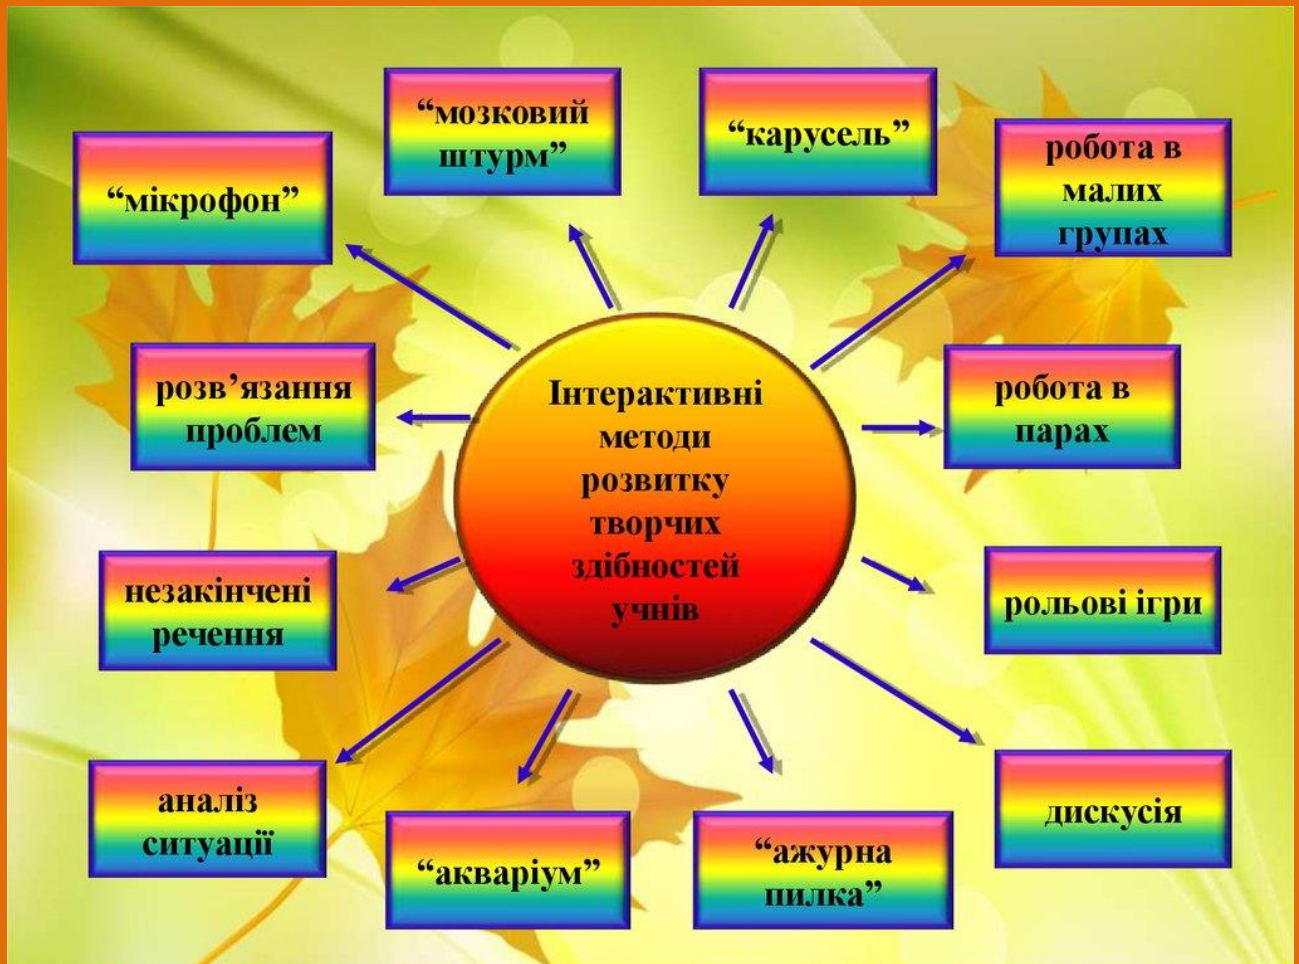 “мозковий
штурм”
“карусель”
“мікрофон”
робота в
малих
групах
розв’язання
проблем
Інтерактивні
методи
розвитку
творчих
здібностей
учнів
робота в
парах
незакінчені
речення
рольові ігри
аналіз
ситуації
“акваріум”
“ажурна
пилка”
дискусія